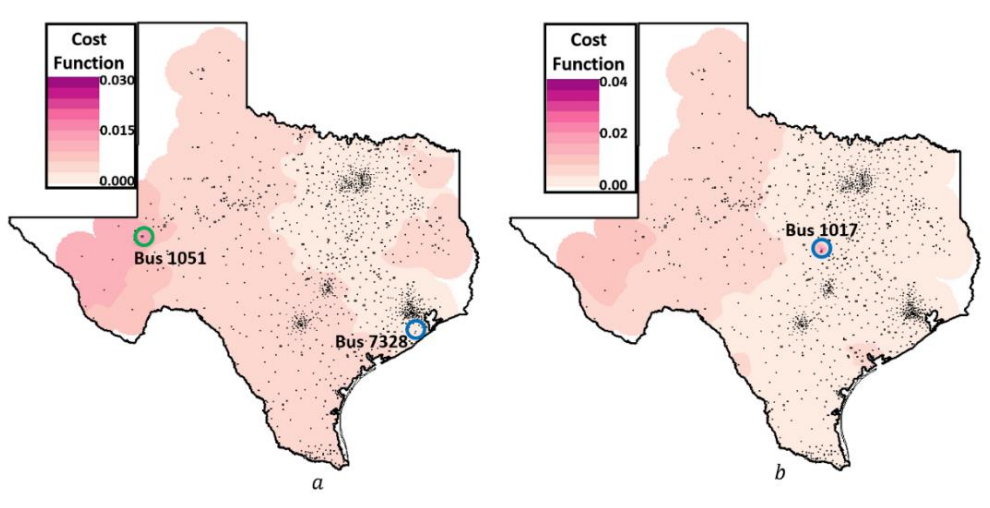 Cost
Function
0.030
0.015
0.000
Bus 1051
Bus 7328
a
Cost
Function
0.04
0.02
0.00
Bus 1017
b